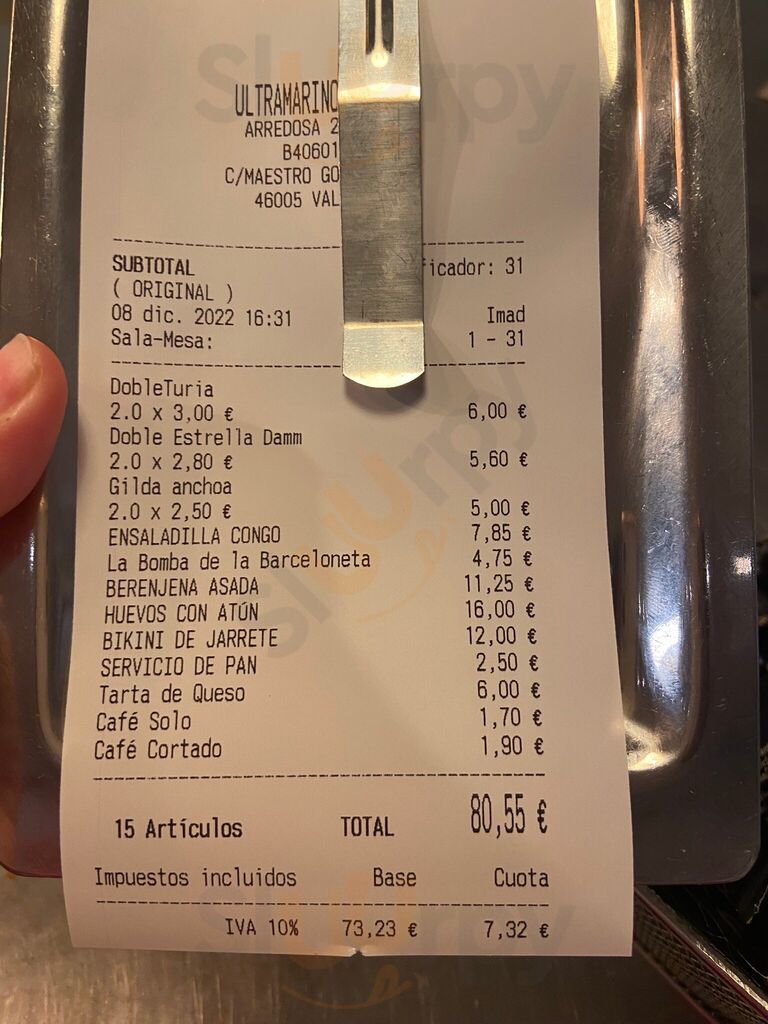 Slurpy
ULTRAMARINO
ARREDOSA 2
B40601
C/MAESTRO GO
46005 VAL
SUBTOTAL ficador: 31
( ORIGINAL )
08 dic. 2022 16:31 Imad
Sala-Mesa: 1 - 31
DobleTuria
2.0 x 3,00 € 6,00 €
Doble Estrella Damm
2.0 x 2,80 € 5,60 €
Gilda anchoa
2.0 x 2,50 € 5,00 €
ENSALADILLA CONGO 7,85 €
La Bomba de la Barceloneta 4,75 €
BERENJENA ASADA 11,25 €
HUEVOS CON ATÚN 16,00 €
BIKINI DE JARRETE 12,00 €
SERVICIO DE PAN 2,50 €
Tarta de Queso 6,00 €
Café Solo 1,70 €
Café Cortado 1,90 €
15 Artículos TOTAL 80,55 €
Impuestos incluidos Base Cuota
IVA 10% 73,23 € 7,32 €